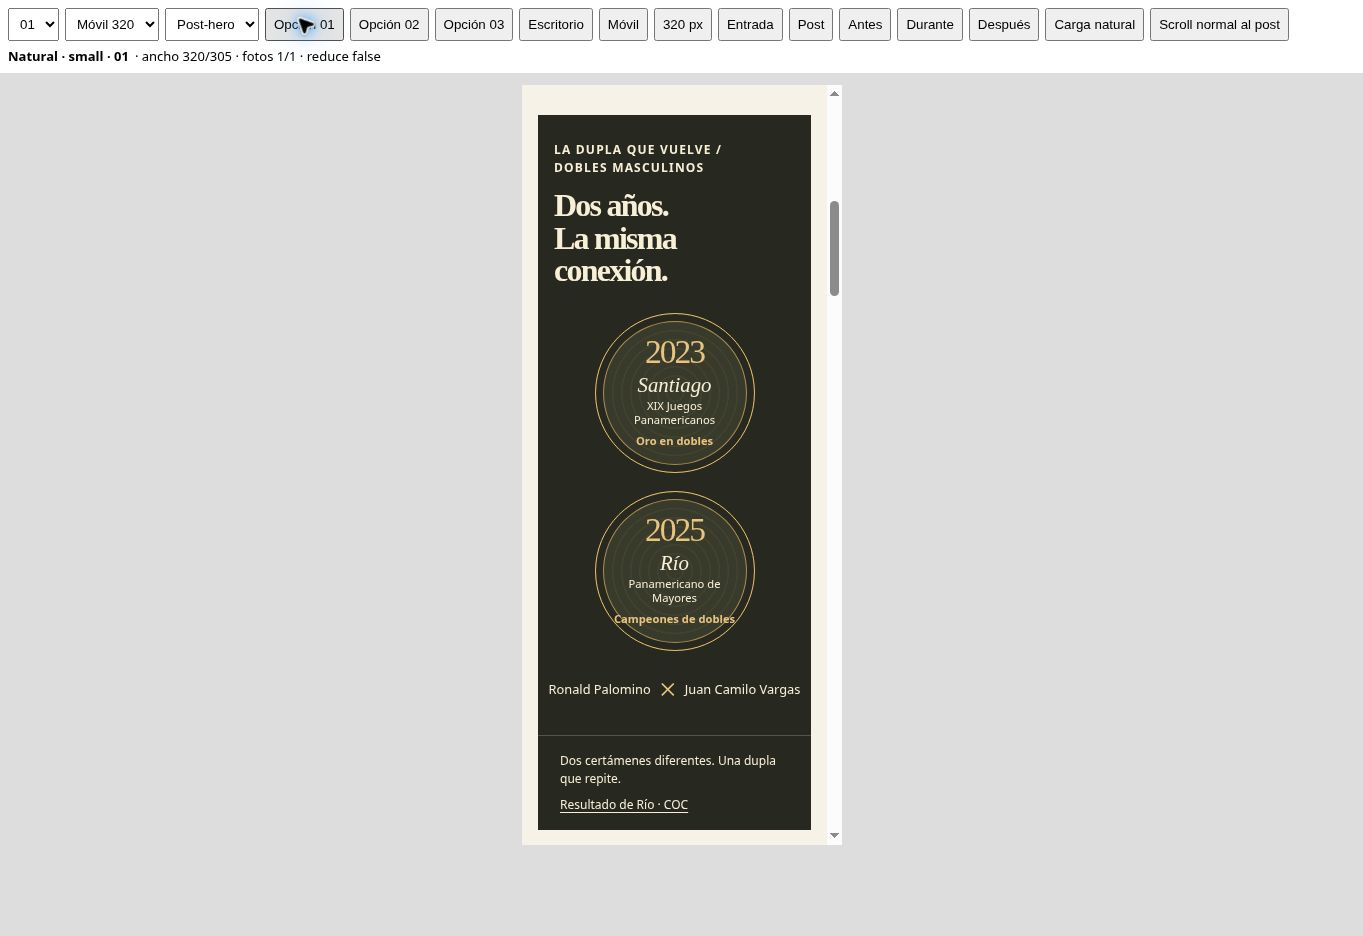 01 Móvil 320 Post-hero Opción 01 Opción 02 Opción 03 Escritorio Móvil 320 px Entrada Post Antes Durante Después Carga natural Scroll normal al post
Natural · small · 01 · ancho 320/305 · fotos 1/1 · reduce false
LA DUPLA QUE VUELVE /
DOBLES MASCULINOS
Dos años.
La misma
conexión.
2023
Santiago
XIX Juegos
Panamericanos
Oro en dobles
2025
Río
Panamericano de
Mayores
Campeones de dobles
Ronald Palomino × Juan Camilo Vargas
Dos certámenes diferentes. Una dupla
que repite.
Resultado de Río · COC